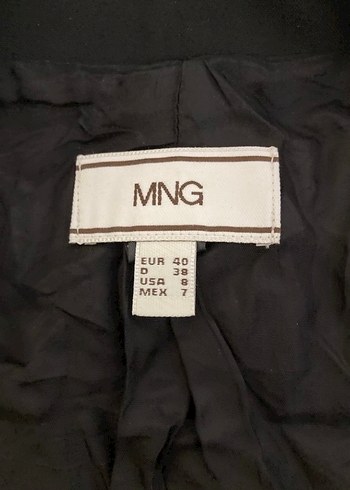 MNG
EUR 40
D 38
USA 8
MEX 7